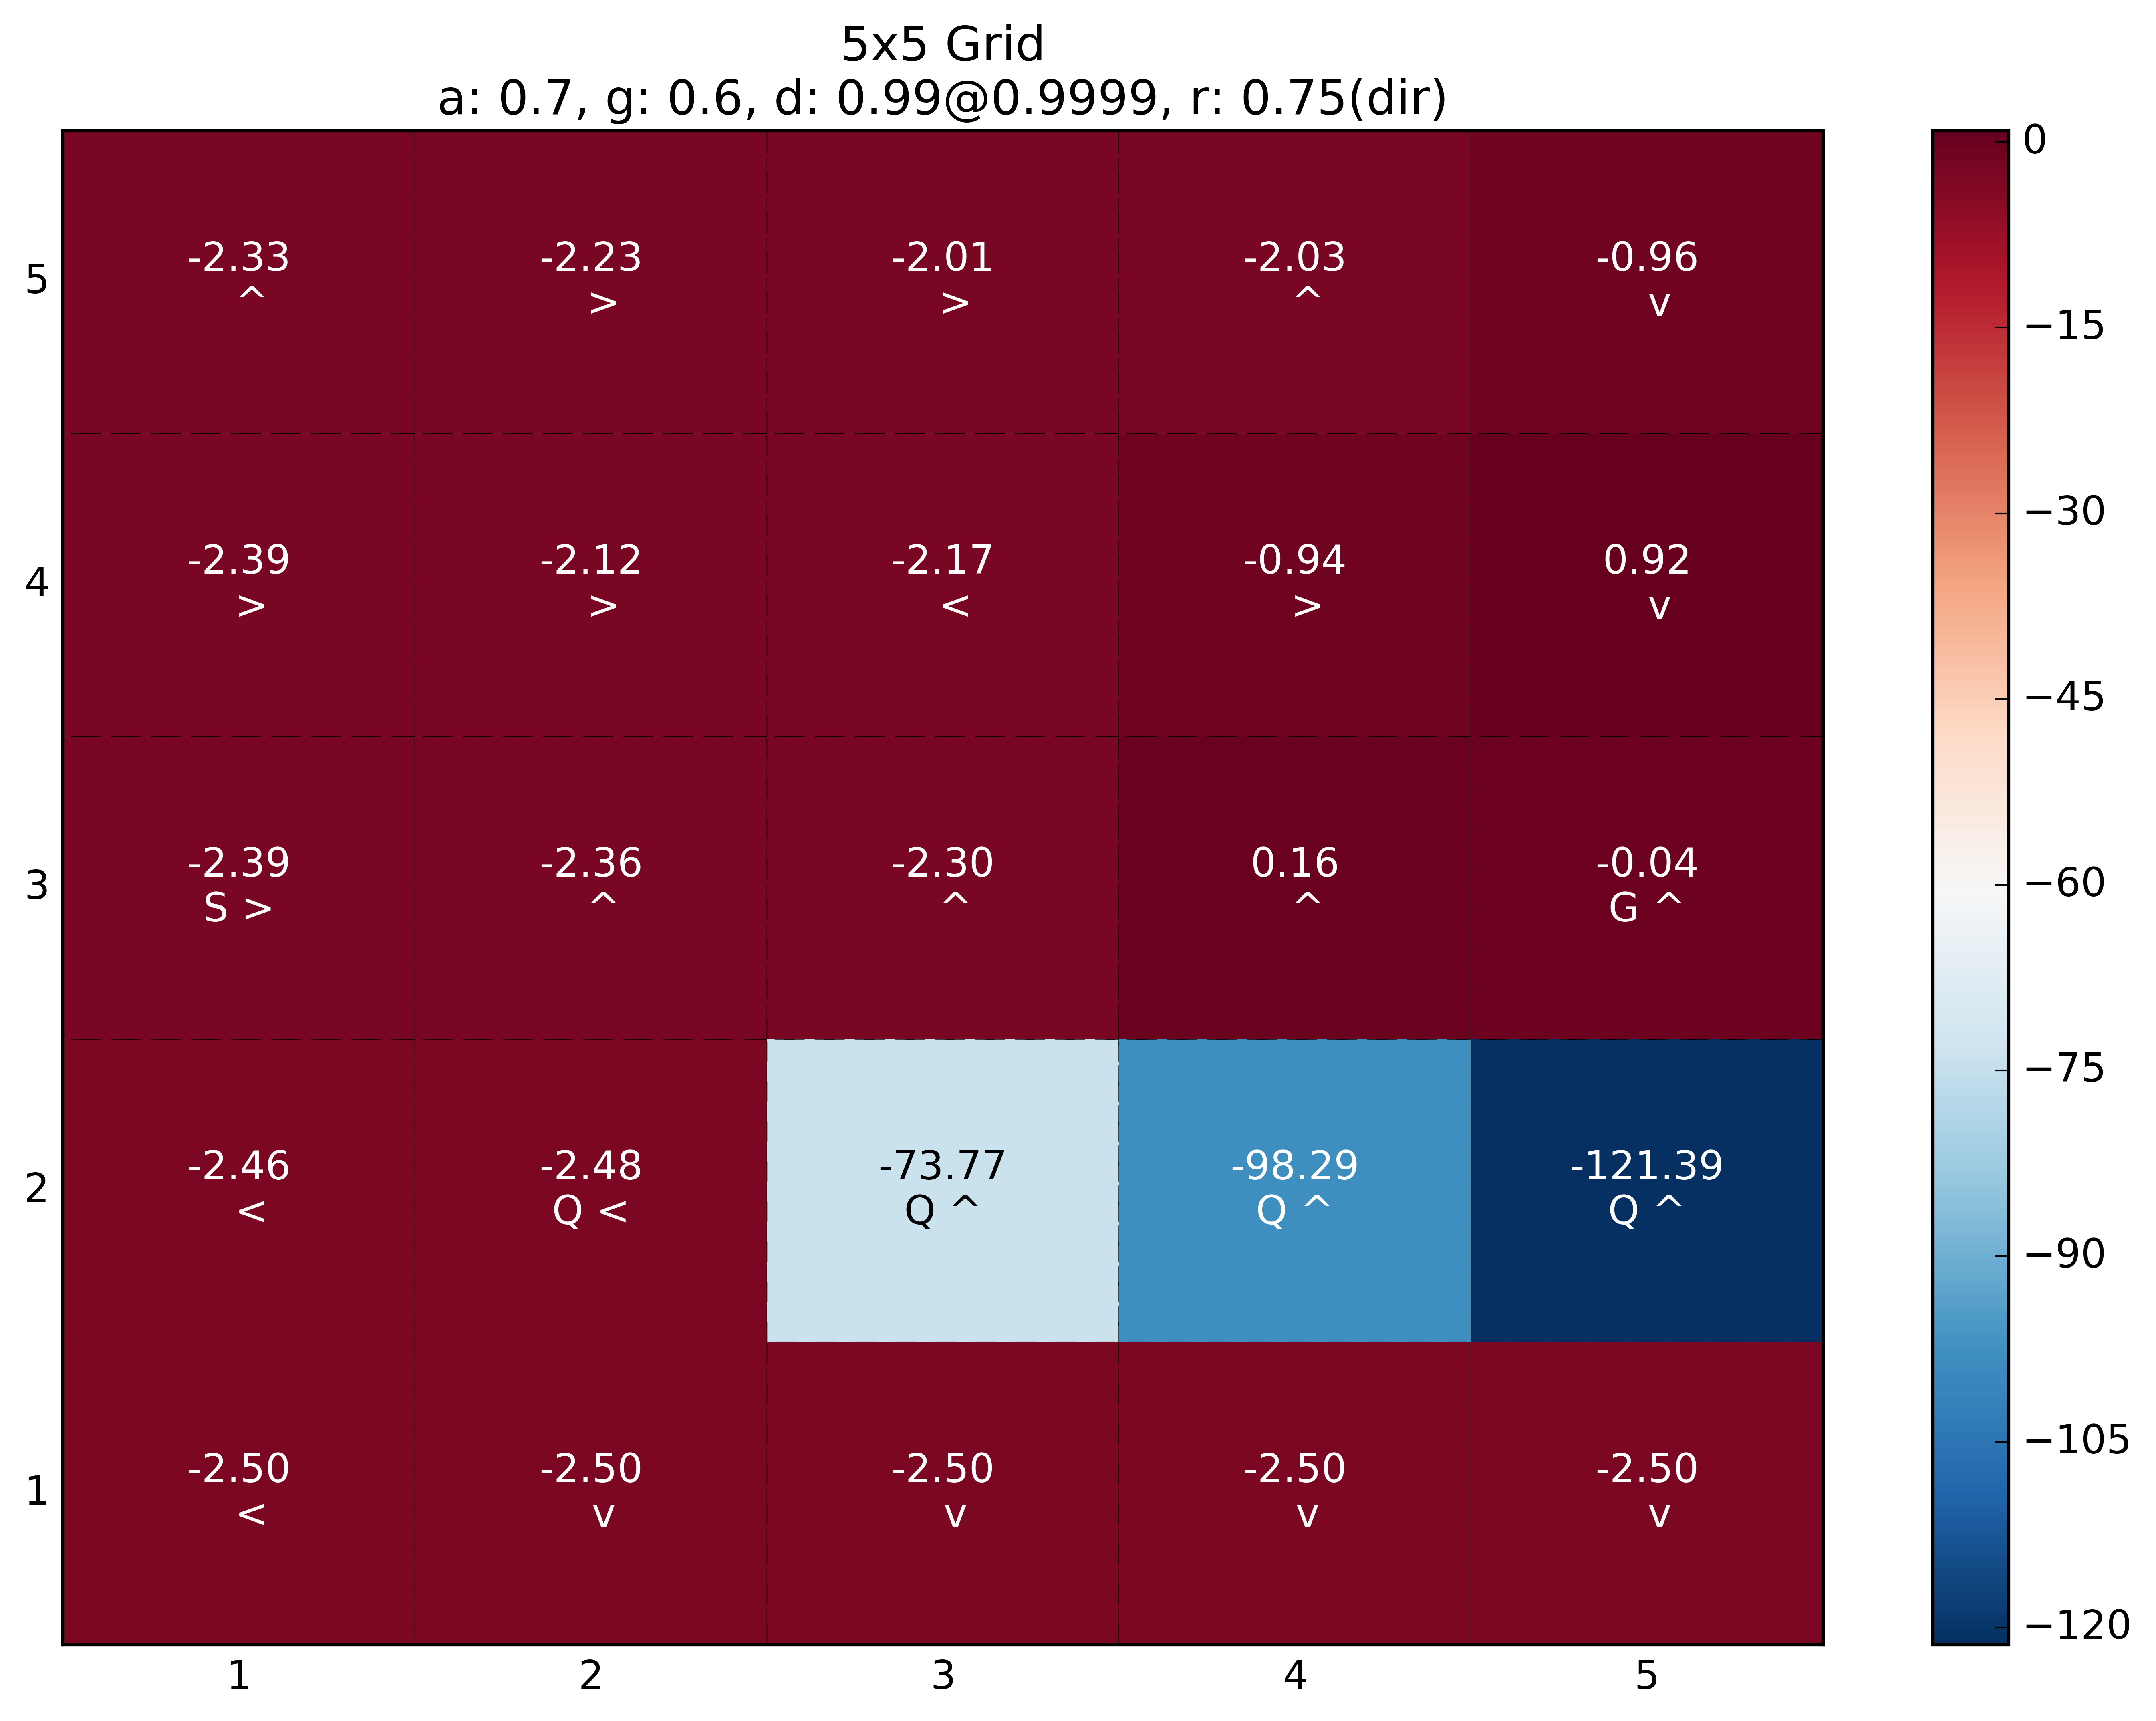 5x5 Grid
a: 0.7, g: 0.6, d: 0.99@0.9999, r: 0.75(dir)
5
-2.33 -2.23 -2.01 -2.03 -0.96
^ > > ^ v
4
-2.39 -2.12 -2.17 -0.94 0.92
> > < > v
3
-2.39 -2.36 -2.30 0.16 -0.04
S > ^ ^ ^ G ^
2
-2.46 -2.48 -73.77 -98.29 -121.39
< Q < Q ^ Q ^ Q ^
1
-2.50 -2.50 -2.50 -2.50 -2.50
< v v v v
1 2 3 4 5
0
−15
−30
−45
−60
−75
−90
−105
−120